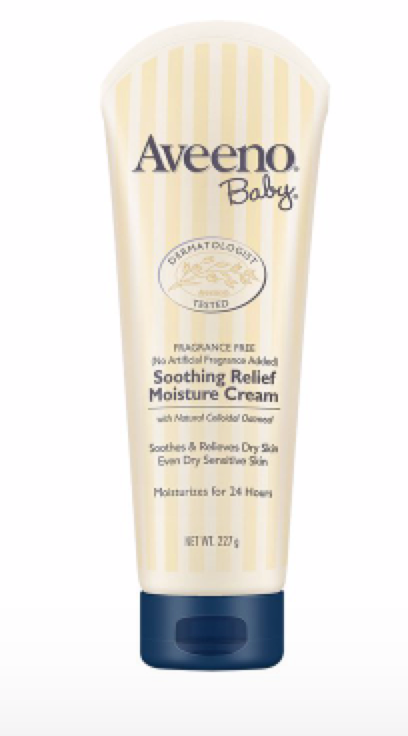 Aveeno®
Baby®
DERMATOLOGIST
TESTED
FRAGRANCE FREE
(No Artificial Fragrance Added)
Soothing Relief
Moisture Cream
with Natural Colloidal Oatmeal
Soothes & Relieves Dry Skin
Even Dry Sensitive Skin
Moisturizes for 24 Hours
NET WT. 227g